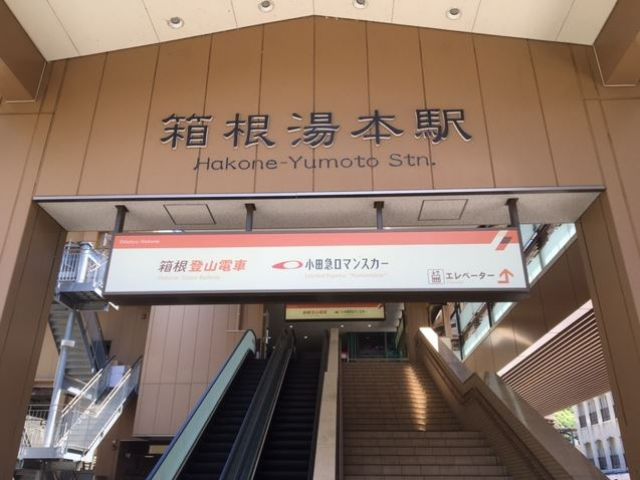 箱根湯本駅
Hakone-Yumoto Stn.
箱根登山電車
小田急ロマンスカー
エレベーター